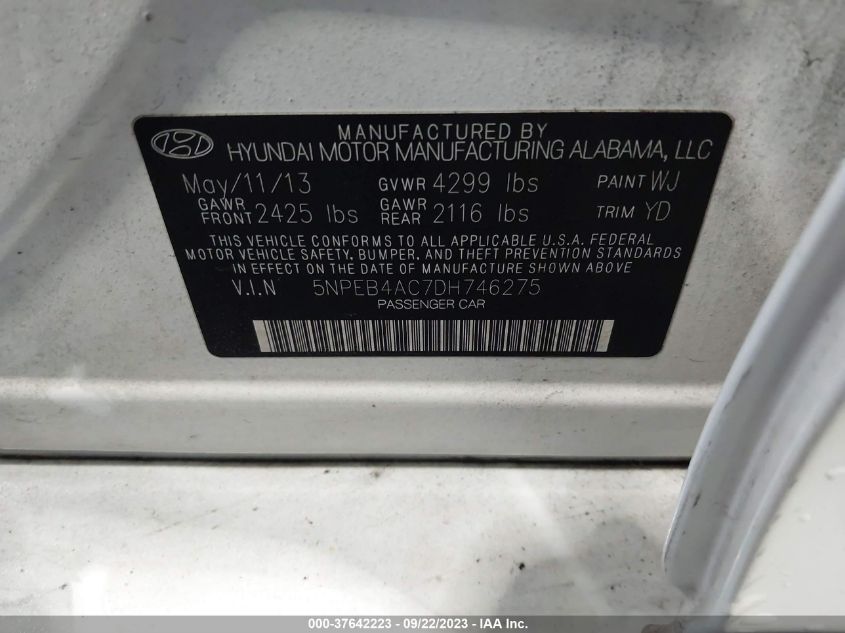 MANUFACTURED BY
HYUNDAI MOTOR MANUFACTURING ALABAMA, LLC
May/11/13 GVWR 4299 lbs PAINT WJ
GAWR FRONT 2425 lbs GAWR REAR 2116 lbs TRIM YD
THIS VEHICLE CONFORMS TO ALL APPLICABLE U.S.A. FEDERAL
MOTOR VEHICLE SAFETY, BUMPER, AND THEFT PREVENTION STANDARDS
IN EFFECT ON THE DATE OF MANUFACTURE SHOWN ABOVE.
V.I.N 5NPEB4AC7DH746275
PASSENGER CAR
000-37642223 - 09/22/2023 - IAA Inc.